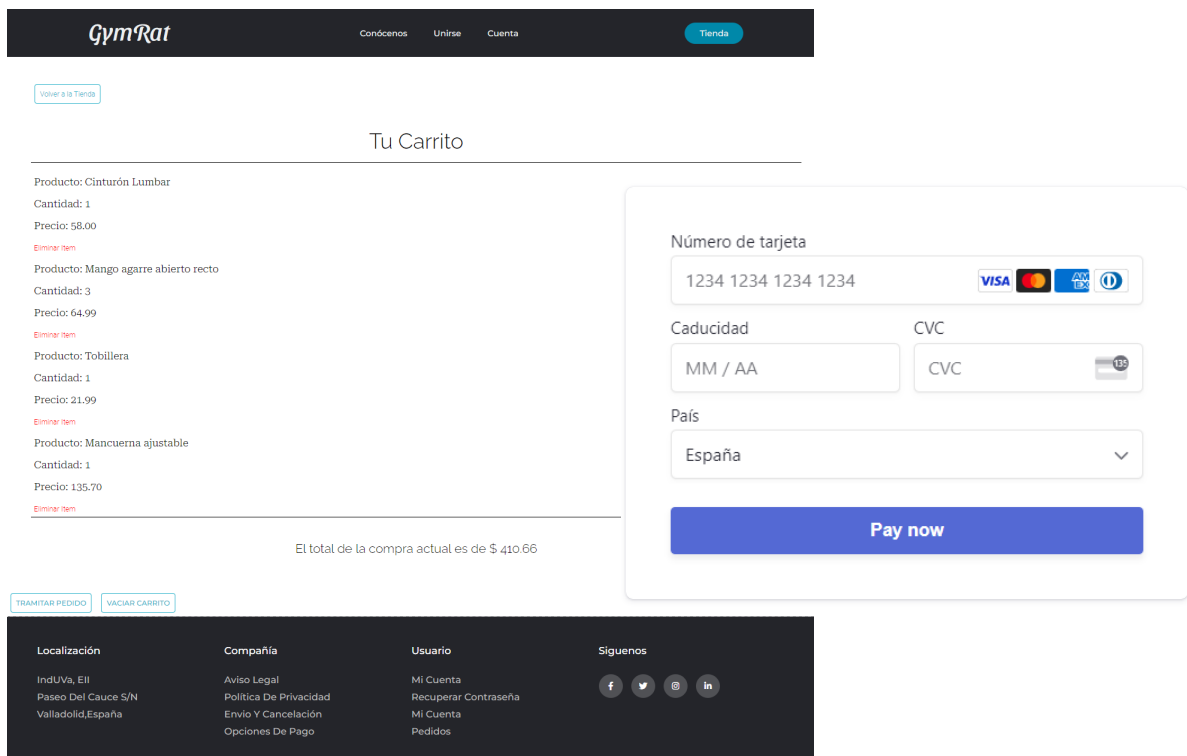 GymRat
Conócenos Unirse Cuenta Tienda
Volver a la Tienda
Tu Carrito
Producto: Cinturón Lumbar
Cantidad: 1
Precio: 58.00
Eliminar Item
Producto: Mango agarre abierto recto
Cantidad: 3
Precio: 64.99
Eliminar Item
Producto: Tobillera
Cantidad: 1
Precio: 21.99
Eliminar Item
Producto: Mancuerna ajustable
Cantidad: 1
Precio: 135.70
Eliminar Item
El total de la compra actual es de $ 410.66
TRAMITAR PEDIDO VACIAR CARRITO
Número de tarjeta
1234 1234 1234 1234 VISA AM EX
Caducidad CVC
MM / AA CVC 135
País
España
Pay now
Localización
IndUVa, EII
Paseo Del Cauce S/N
Valladolid,España
Compañía
Aviso Legal
Política De Privacidad
Envio Y Cancelación
Opciones De Pago
Usuario
Mi Cuenta
Recuperar Contraseña
Mi Cuenta
Pedidos
Siguenos
f in